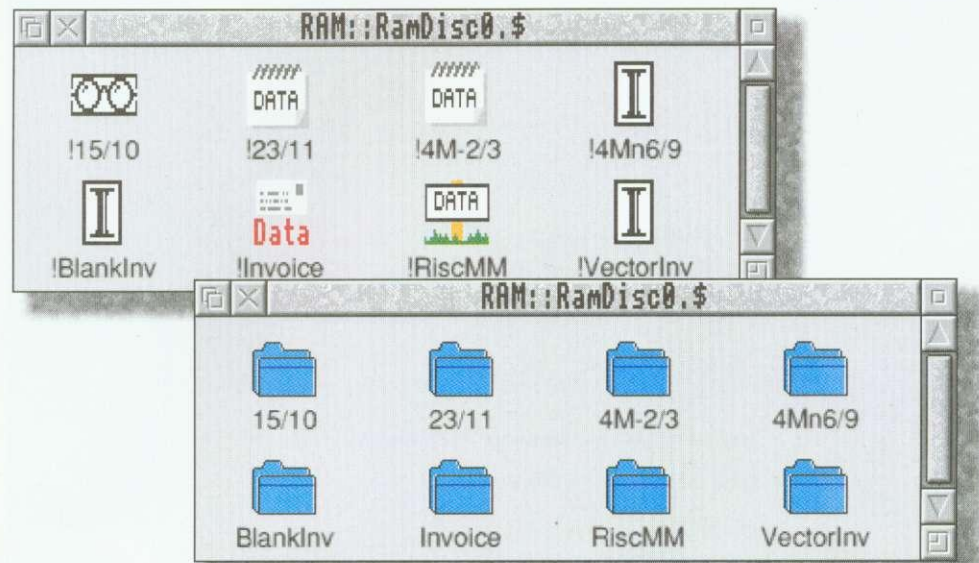 RAM::RamDisc0.$
DATA DATA
!15/10 !23/11 !4M-2/3 !4Mn6/9
DATA
Data
!BlankInv !Invoice !RiscMM !VectorInv
RAM::RamDisc0.$
15/10 23/11 4M-2/3 4Mn6/9
BlankInv Invoice RiscMM VectorInv